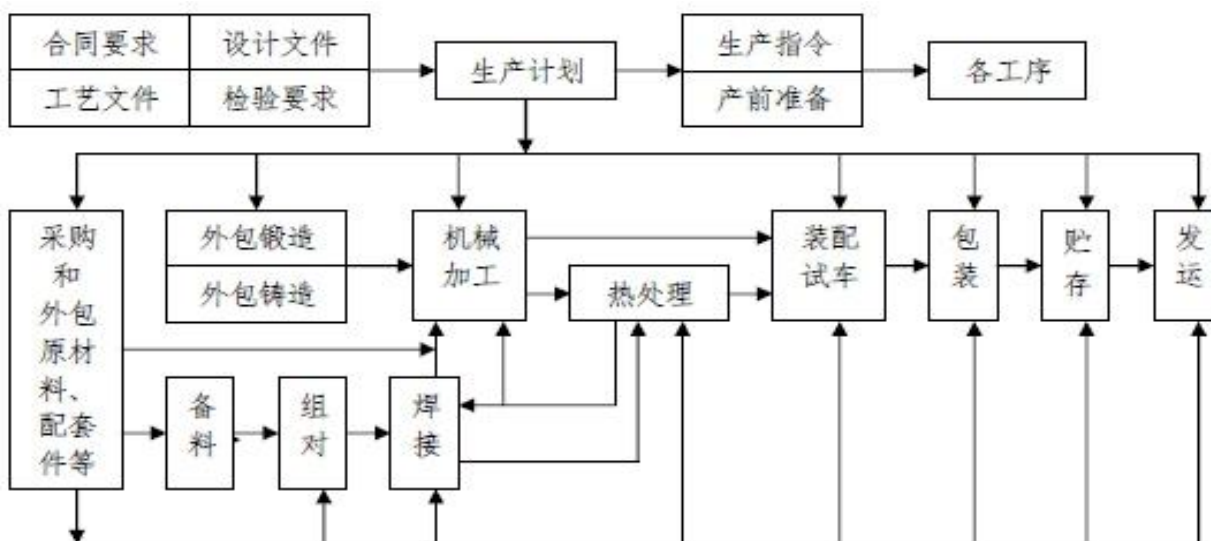 合同要求
设计文件
工艺文件
检验要求
生产计划
生产指令
产前准备
各工序
采购
和
外包
原材
料、
配套
件等
外包锻造
外包铸造
机械
加工
热处理
装配
试车
包
装
贮
存
发
运
备
料
组
对
焊
接